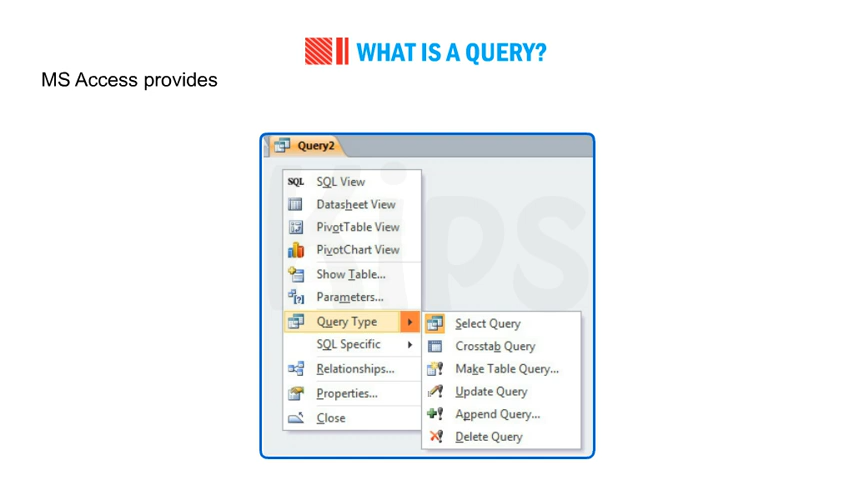 WHAT IS A QUERY?
MS Access provides
Query2
SQL SQL View
Datasheet View
PivotTable View
PivotChart View
Show Table...
Parameters...
Query Type
SQL Specific
Relationships...
Properties...
Close
Select Query
Crosstab Query
Make Table Query...
Update Query
Append Query...
Delete Query
Kips